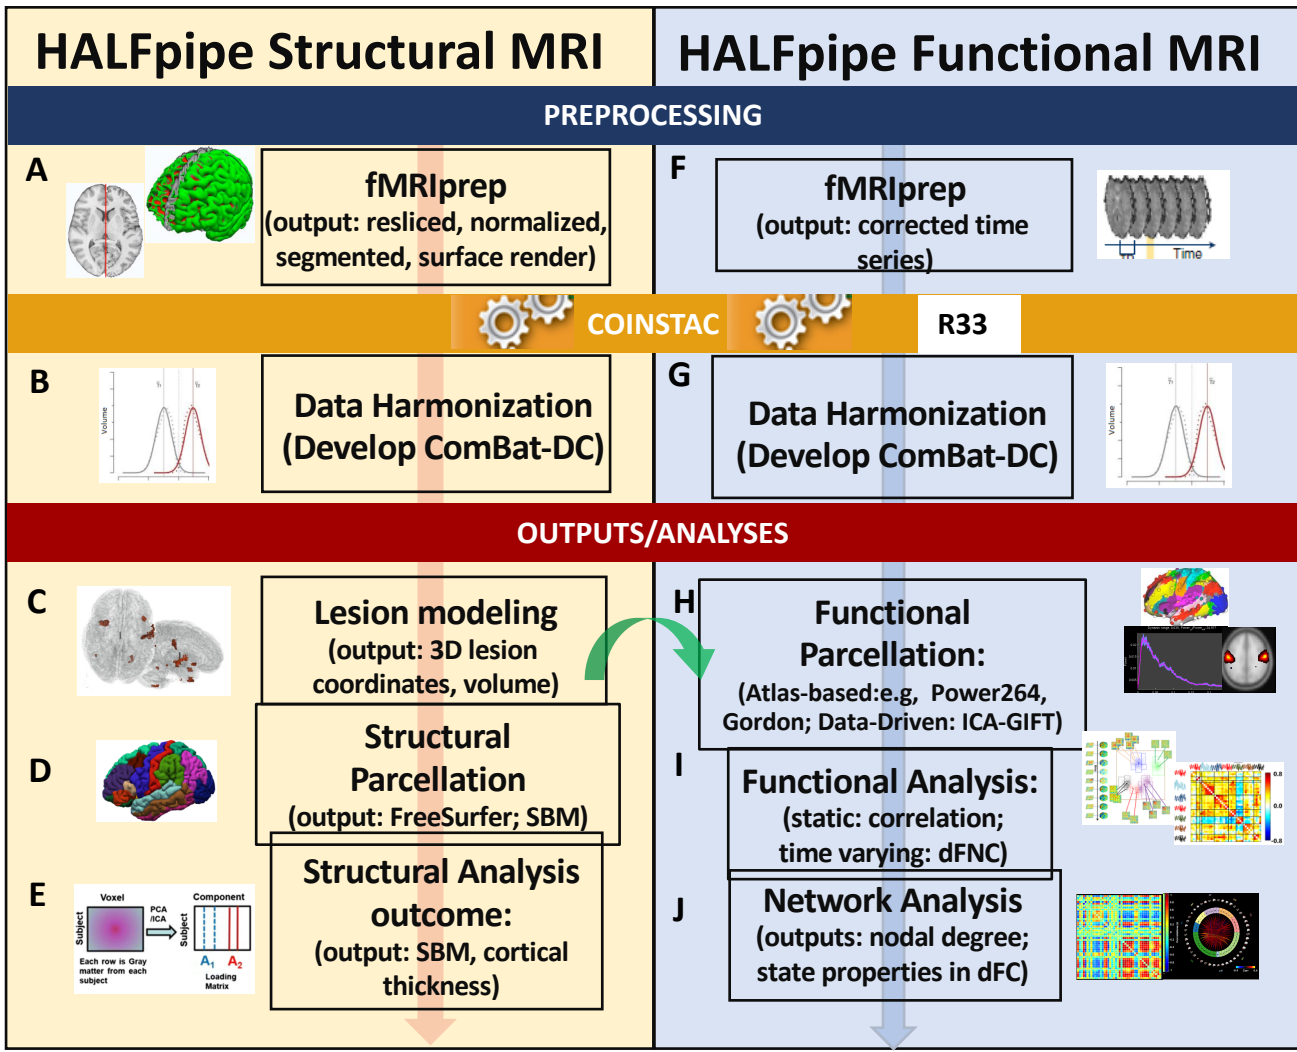 HALFpipe Structural MRI
HALFpipe Functional MRI
PREPROCESSING
A
fMRIprep
(output: resliced, normalized,
segmented, surface render)
F
fMRIprep
(output: corrected time
series)
Time
COINSTAC
R33
B
Volume
Data Harmonization
(Develop ComBat-DC)
G
Data Harmonization
(Develop ComBat-DC)
Volume
OUTPUTS/ANALYSES
C
Lesion modeling
(output: 3D lesion
coordinates, volume)
D
Structural
Parcellation
(output: FreeSurfer; SBM)
E
Voxel
Subject
PCA
/ICA
Component
Subject
A1
A2
Each row is Gray
matter from each
subject
Loading
Matrix
Structural Analysis
outcome:
(output: SBM, cortical
thickness)
H
Functional
Parcellation:
(Atlas-based:e.g, Power264,
Gordon; Data-Driven: ICA-GIFT)
I
Functional Analysis:
(static: correlation;
time varying: dFNC)
0.8
0
-0.8
J
Network Analysis
(outputs: nodal degree;
state properties in dFC)